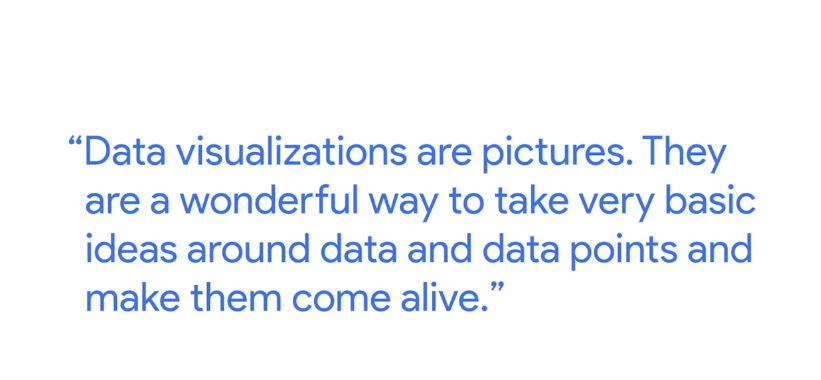 “Data visualizations are pictures. They
are a wonderful way to take very basic
ideas around data and data points and
make them come alive.”